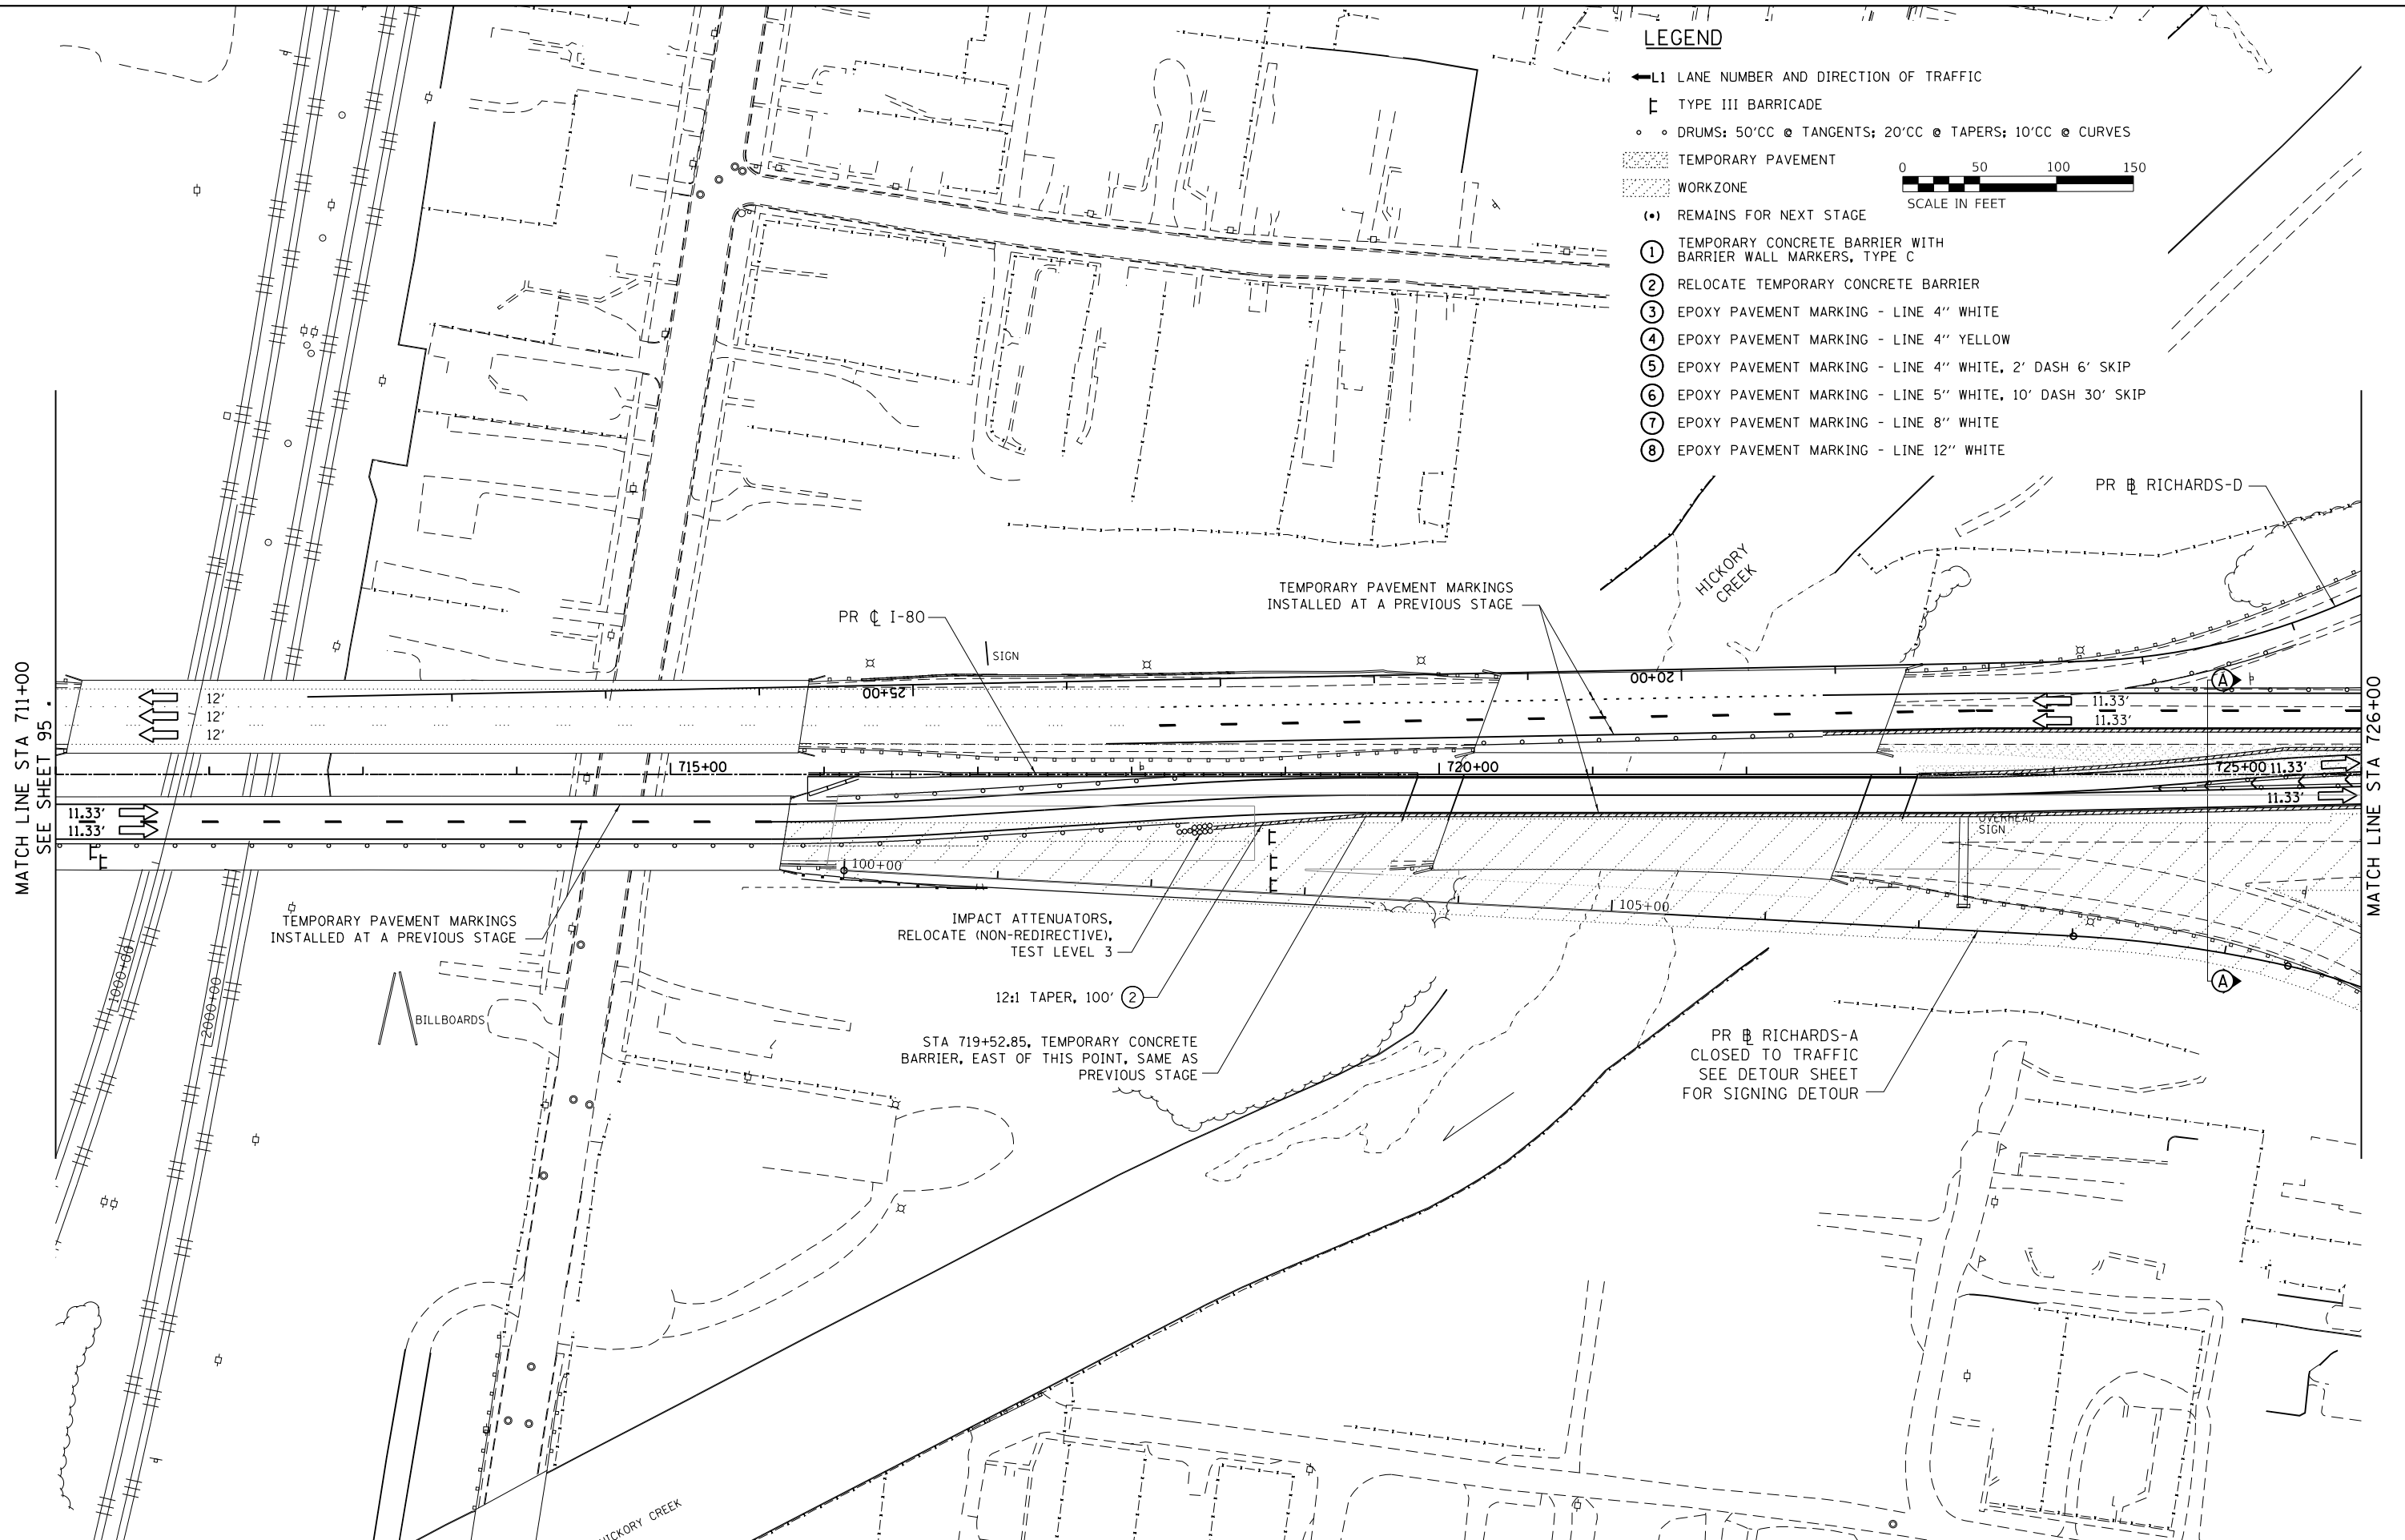 LEGEND
L1 LANE NUMBER AND DIRECTION OF TRAFFIC
TYPE III BARRICADE
DRUMS: 50'CC @ TANGENTS; 20'CC @ TAPERS; 10'CC @ CURVES
TEMPORARY PAVEMENT
WORKZONE
0 50 100 150
SCALE IN FEET
(•) REMAINS FOR NEXT STAGE
1 TEMPORARY CONCRETE BARRIER WITH
BARRIER WALL MARKERS, TYPE C
2 RELOCATE TEMPORARY CONCRETE BARRIER
3 EPOXY PAVEMENT MARKING - LINE 4'' WHITE
4 EPOXY PAVEMENT MARKING - LINE 4'' YELLOW
5 EPOXY PAVEMENT MARKING - LINE 4'' WHITE, 2' DASH 6' SKIP
6 EPOXY PAVEMENT MARKING - LINE 5'' WHITE, 10' DASH 30' SKIP
7 EPOXY PAVEMENT MARKING - LINE 8'' WHITE
8 EPOXY PAVEMENT MARKING - LINE 12'' WHITE
PR BL RICHARDS-D
HICKORY
CREEK
TEMPORARY PAVEMENT MARKINGS
INSTALLED AT A PREVIOUS STAGE
PR CL I-80
SIGN
MATCH LINE STA 711+00
SEE SHEET 95 .
12'
12'
12'
25+00
20+00
A
11.33'
11.33'
MATCH LINE STA 726+00
715+00
720+00
725+00
11.33'
11.33'
11.33'
11.33'
OVERHEAD
SIGN
100+00
105+00
TEMPORARY PAVEMENT MARKINGS
INSTALLED AT A PREVIOUS STAGE
IMPACT ATTENUATORS,
RELOCATE (NON-REDIRECTIVE),
TEST LEVEL 3
12:1 TAPER, 100' 2
A
1000+00
2000+00
BILLBOARDS
STA 719+52.85, TEMPORARY CONCRETE
BARRIER, EAST OF THIS POINT, SAME AS
PREVIOUS STAGE
PR BL RICHARDS-A
CLOSED TO TRAFFIC
SEE DETOUR SHEET
FOR SIGNING DETOUR
HICKORY CREEK